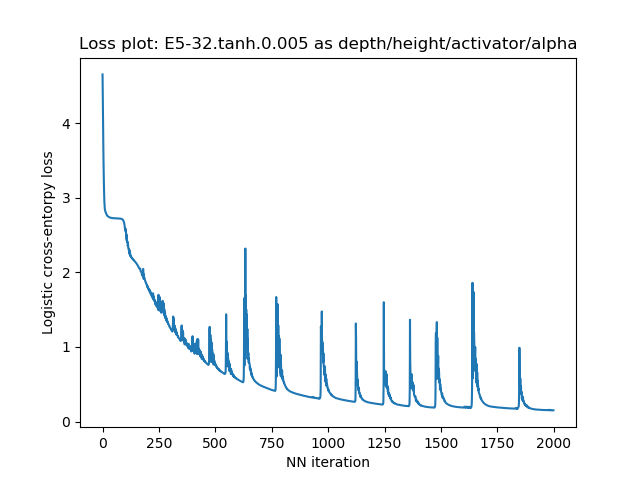 Loss plot: E5-32.tanh.0.005 as depth/height/activator/alpha
Logistic cross-entorpy loss
4
3
2
1
0
0 250 500 750 1000 1250 1500 1750 2000
NN iteration